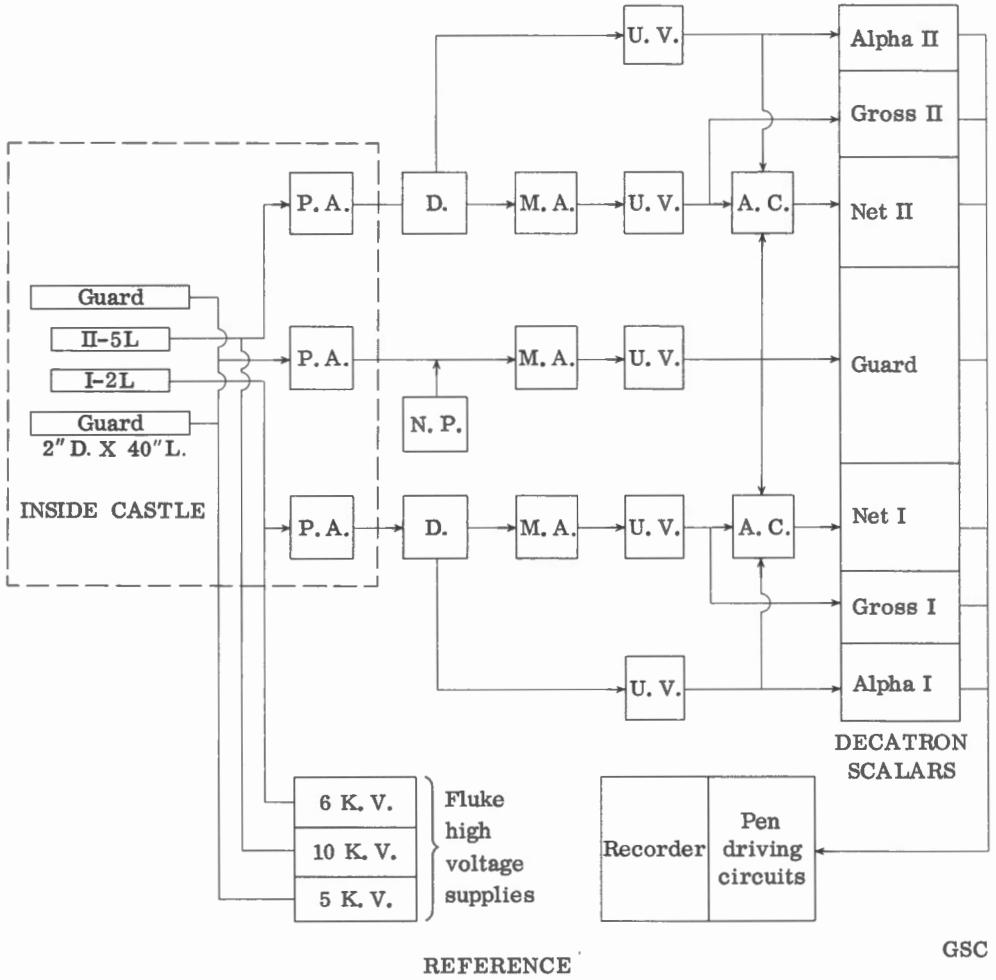 U. V.
Alpha II
Gross II
P. A.
D.
M. A.
U. V.
A. C.
Net II
Guard
II-5L
I-2L
Guard
2" D. X 40" L.
P. A.
M. A.
U. V.
Guard
N. P.
INSIDE CASTLE
P. A.
D.
M. A.
U. V.
A. C.
Net I
Gross I
U. V.
Alpha I
DECATRON
SCALARS
6 K. V.
10 K. V.
5 K. V.
Fluke
high
voltage
supplies
Recorder
Pen
driving
circuits
GSC
REFERENCE